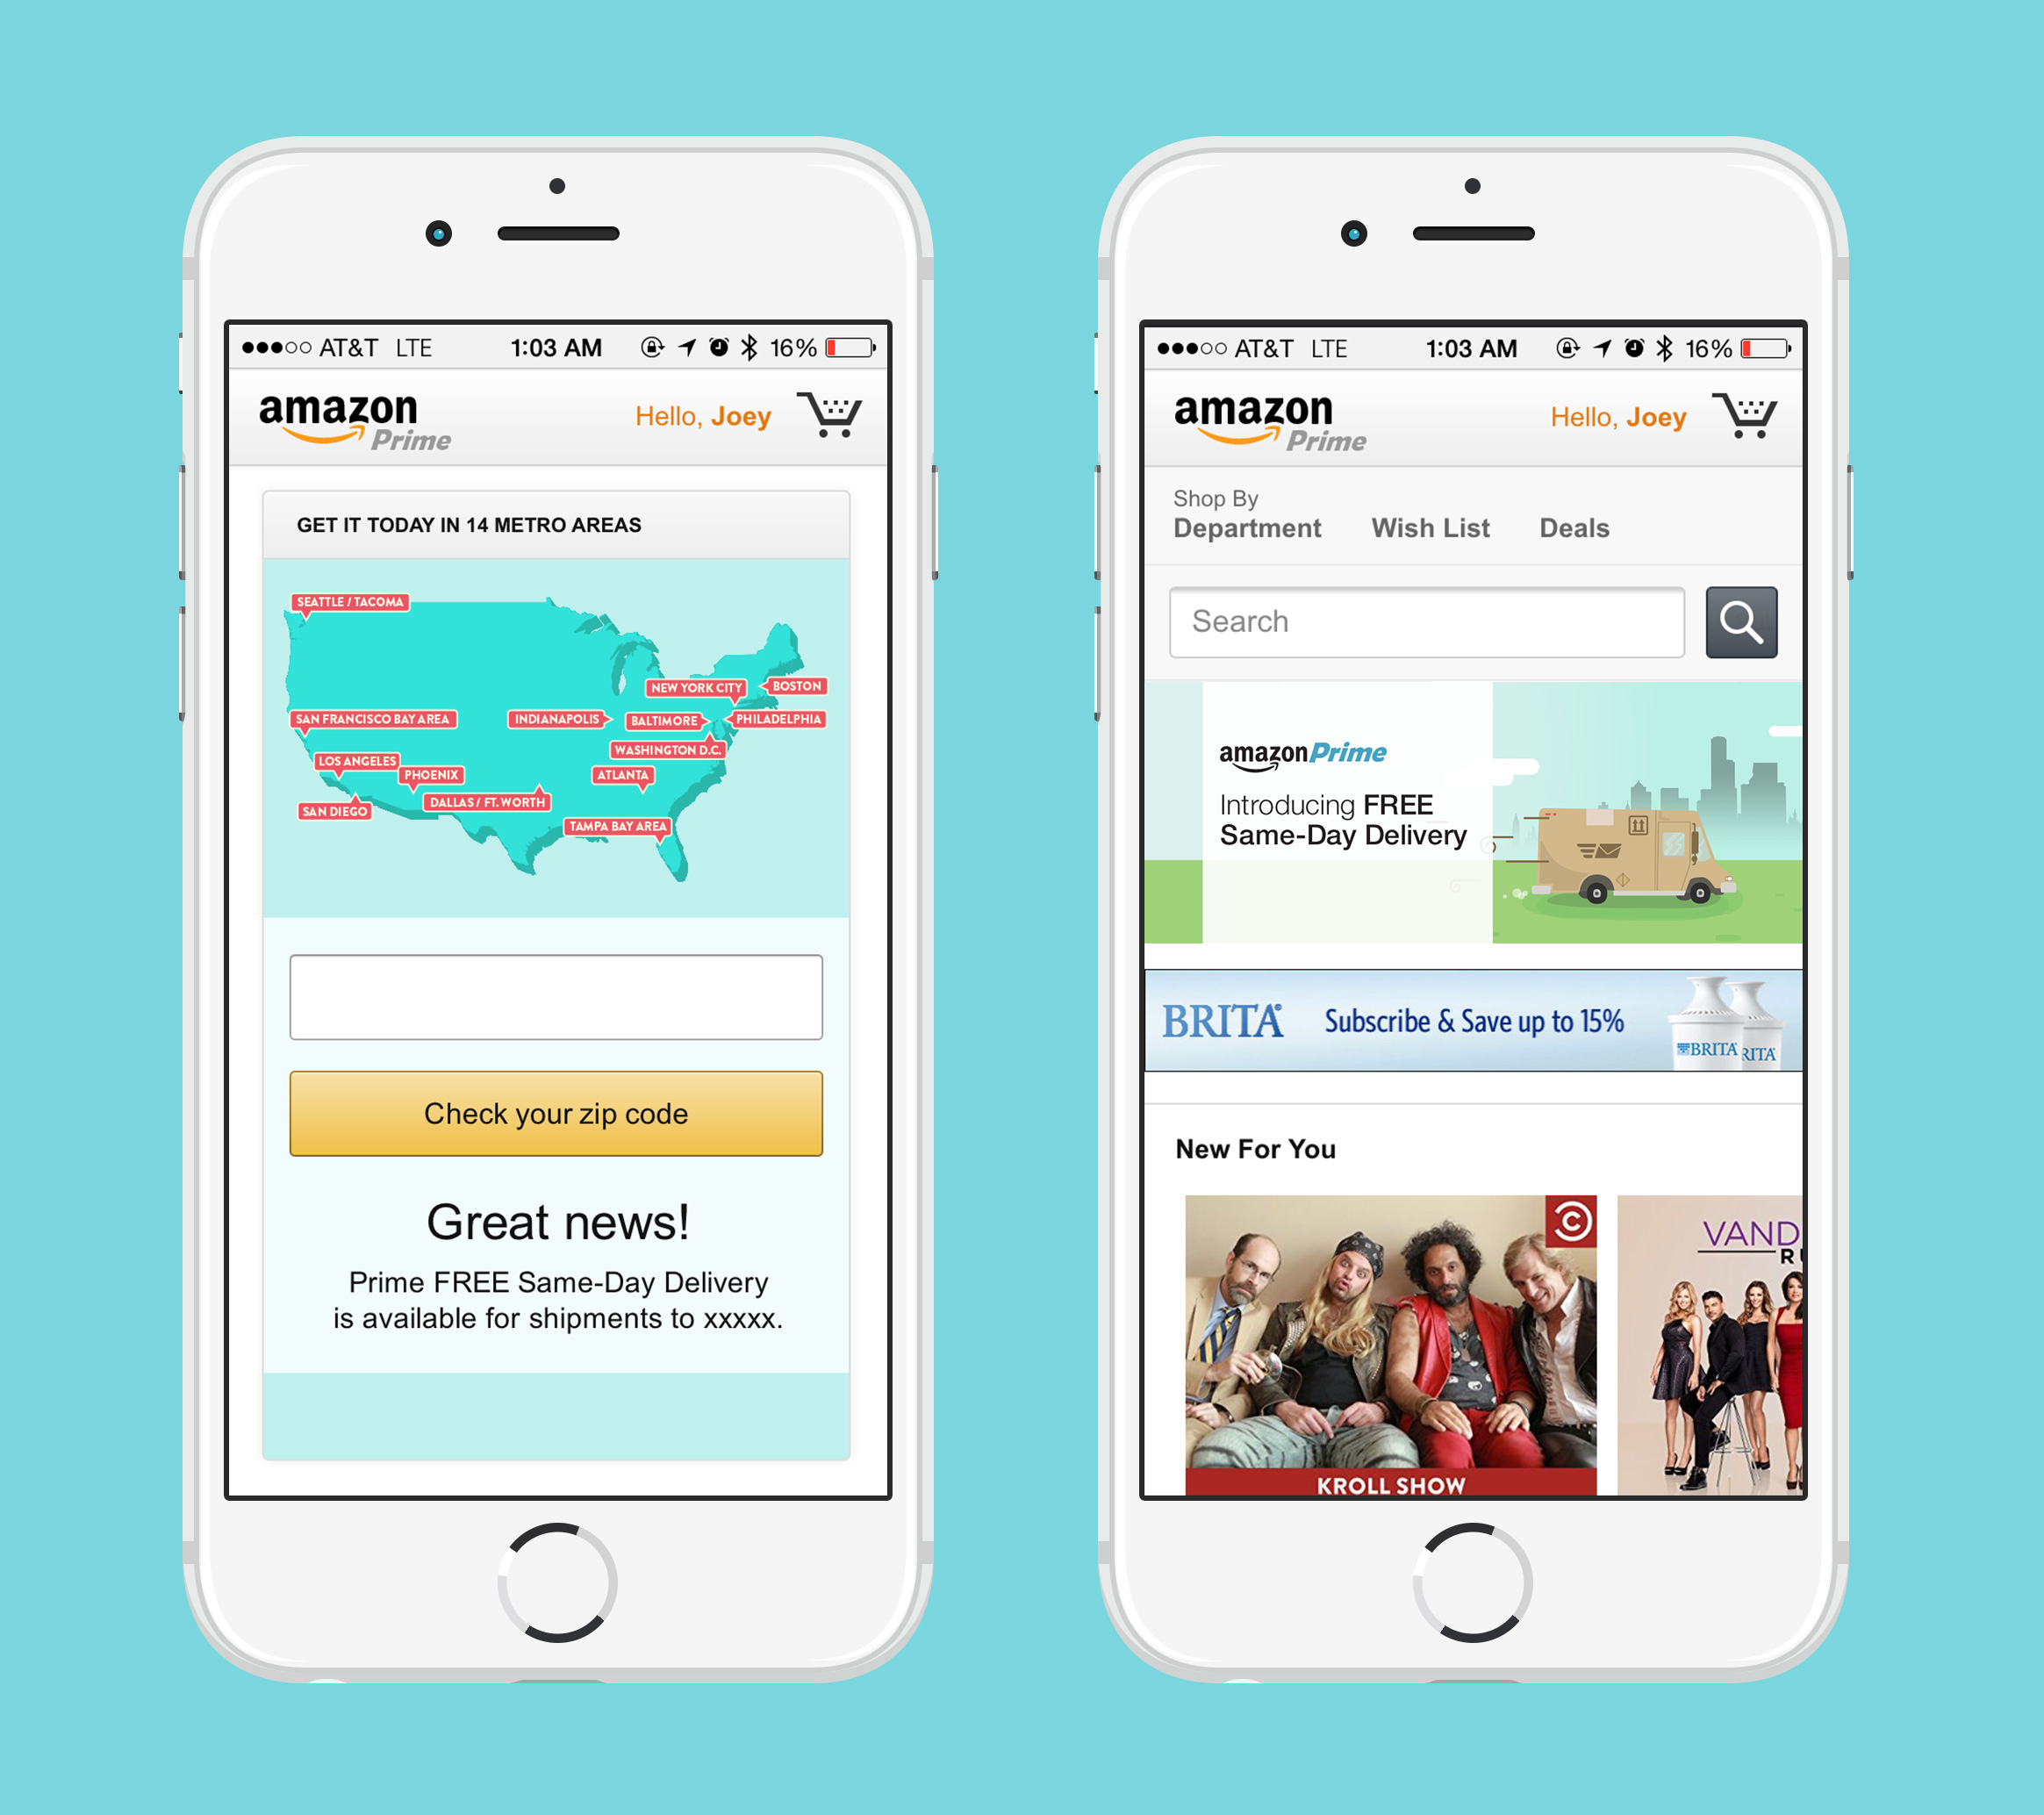 AT&T LTE 1:03 AM 16%
amazon
Prime
Hello, Joey
GET IT TODAY IN 14 METRO AREAS
SEATTLE / TACOMA
NEW YORK CITY
BOSTON
SAN FRANCISCO BAY AREA
INDIANAPOLIS
BALTIMORE
PHILADELPHIA
WASHINGTON D.C.
LOS ANGELES
PHOENIX
ATLANTA
DALLAS / FT. WORTH
SAN DIEGO
TAMPA BAY AREA
Check your zip code
Great news!
Prime FREE Same-Day Delivery
is available for shipments to xxxxx.
AT&T LTE 1:03 AM 16%
amazon
Prime
Hello, Joey
Shop By
Department Wish List Deals
Search
amazonPrime
Introducing FREE
Same-Day Delivery
BRITA® Subscribe & Save up to 15%
BRITA RITA
New For You
KROLL SHOW
VAND
RU